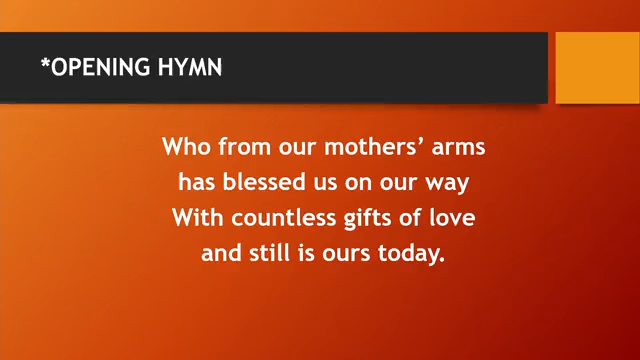 *OPENING HYMN
Who from our mothers’ arms
has blessed us on our way
With countless gifts of love
and still is ours today.